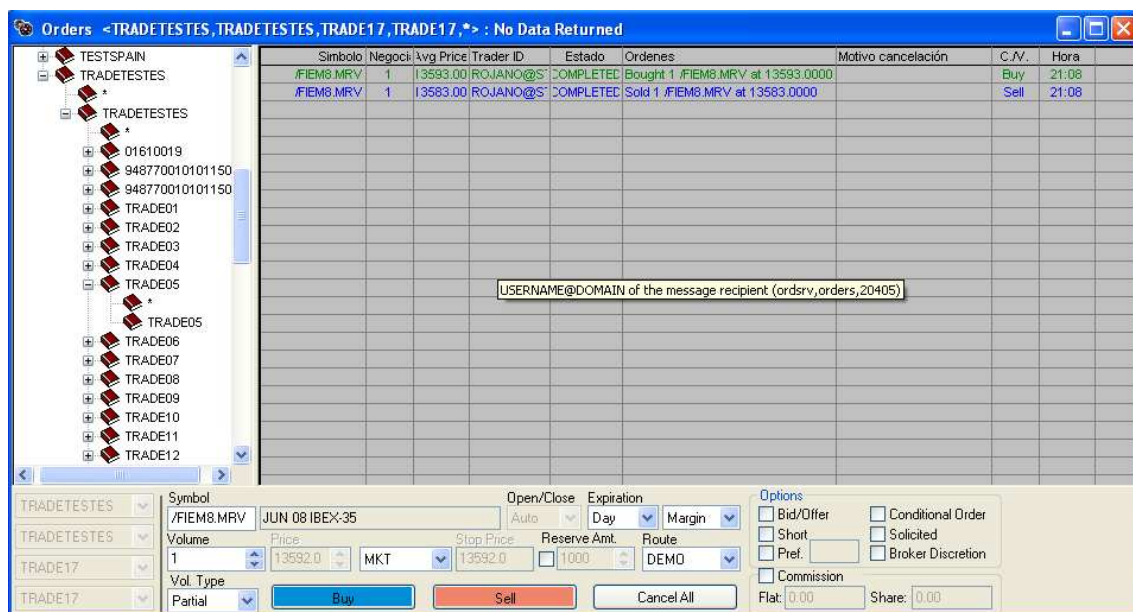 Orders <TRADETESTES,TRADETESTES,TRADE17,TRADE17,*> : No Data Returned
TESTSPAIN
TRADETESTES
*
TRADETESTES
*
01610019
948770010101150
948770010101150
TRADE01
TRADE02
TRADE03
TRADE04
TRADE05
*
TRADE05
TRADE06
TRADE07
TRADE08
TRADE09
TRADE10
TRADE11
TRADE12
Simbolo Negoci Avg Price Trader ID Estado Ordenes Motivo cancelación C./V. Hora
/FIEM8.MRV 1 13593.00 ROJANO@S COMPLETED Bought 1 /FIEM8.MRV at 13593.0000 Buy 21:08
/FIEM8.MRV 1 13583.00 ROJANO@S COMPLETED Sold 1 /FIEM8.MRV at 13583.0000 Sell 21:08
USERNAME@DOMAIN of the message recipient (ordsrv,orders,20405)
TRADETESTES
TRADETESTES
TRADE17
TRADE17
Symbol Open/Close Expiration
/FIEM8.MRV JUN 08 IBEX-35 Auto Day Margin
Volume Price Stop Price Reserve Amt. Route
1 13592.0 MKT 13592.0 1000 DEMO
Vol. Type
Partial Buy Sell Cancel All
Options
Bid/Offer Conditional Order
Short Solicited
Pref. Broker Discretion
Commission
Flat: 0.00 Share: 0.00